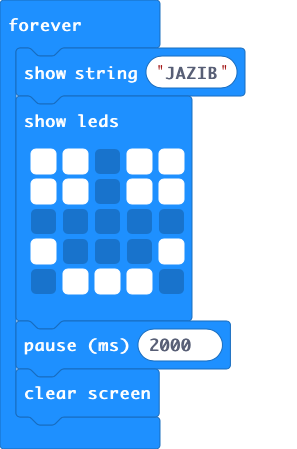 forever
show string "JAZIB"
show leds
pause (ms) 2000
clear screen